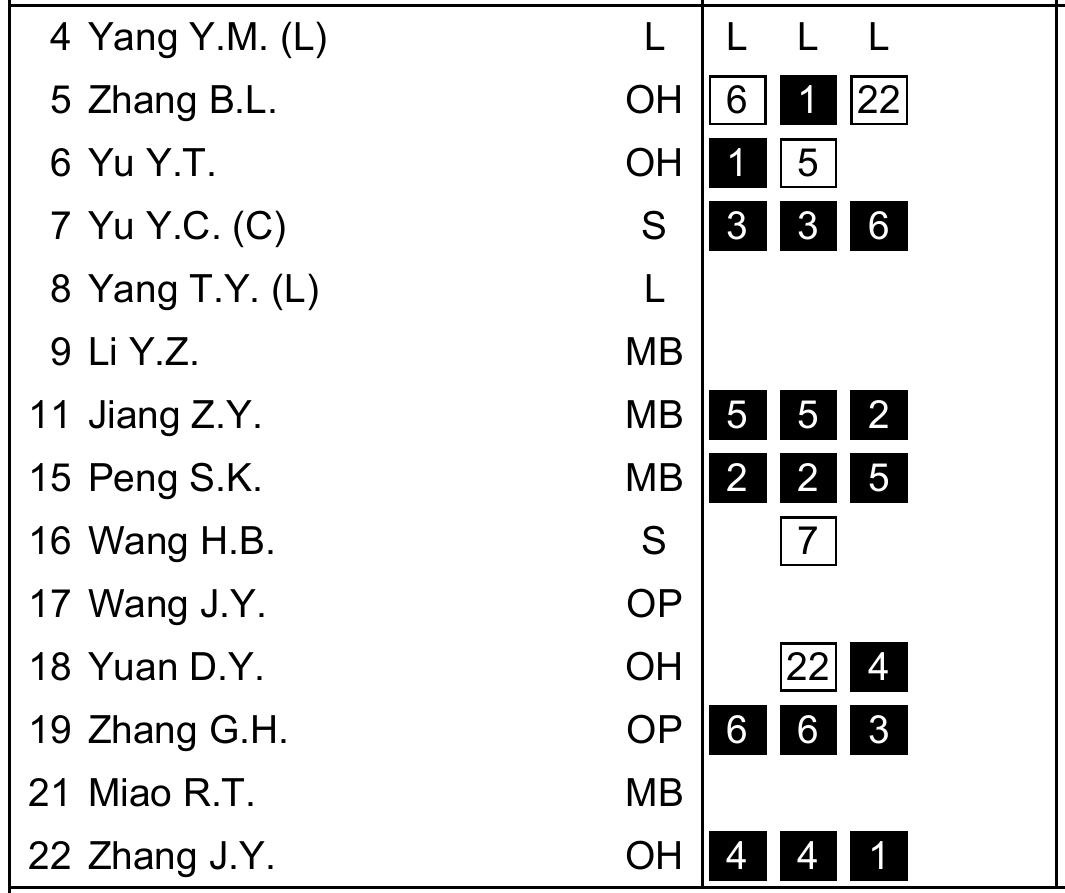 4 Yang Y.M. (L) L L L L
5 Zhang B.L. OH 6 1 22
6 Yu Y.T. OH 1 5
7 Yu Y.C. (C) S 3 3 6
8 Yang T.Y. (L) L
9 Li Y.Z. MB
11 Jiang Z.Y. MB 5 5 2
15 Peng S.K. MB 2 2 5
16 Wang H.B. S 7
17 Wang J.Y. OP
18 Yuan D.Y. OH 22 4
19 Zhang G.H. OP 6 6 3
21 Miao R.T. MB
22 Zhang J.Y. OH 4 4 1